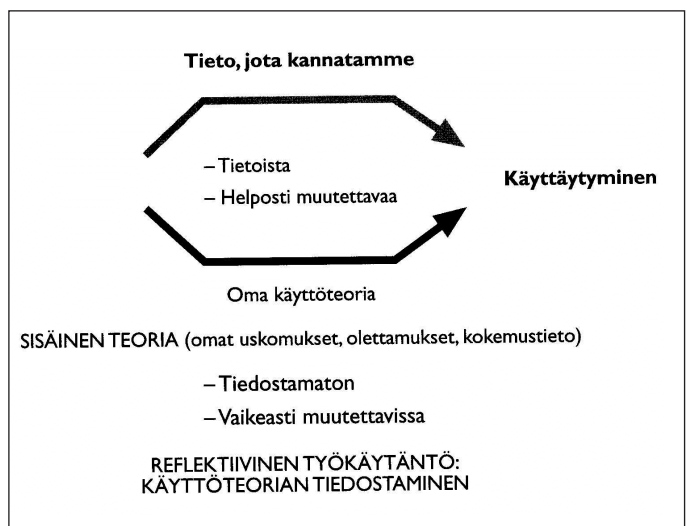 Tieto, jota kannatamme
– Tietoista
– Helposti muutettavaa
Käyttäytyminen
Oma käyttöteoria
SISÄINEN TEORIA (omat uskomukset, olettamukset, kokemustieto)
– Tiedostamaton
– Vaikeasti muutettavissa
REFLEKTIIVINEN TYÖKÄYTÄNTÖ:
KÄYTTÖTEORIAN TIEDOSTAMINEN